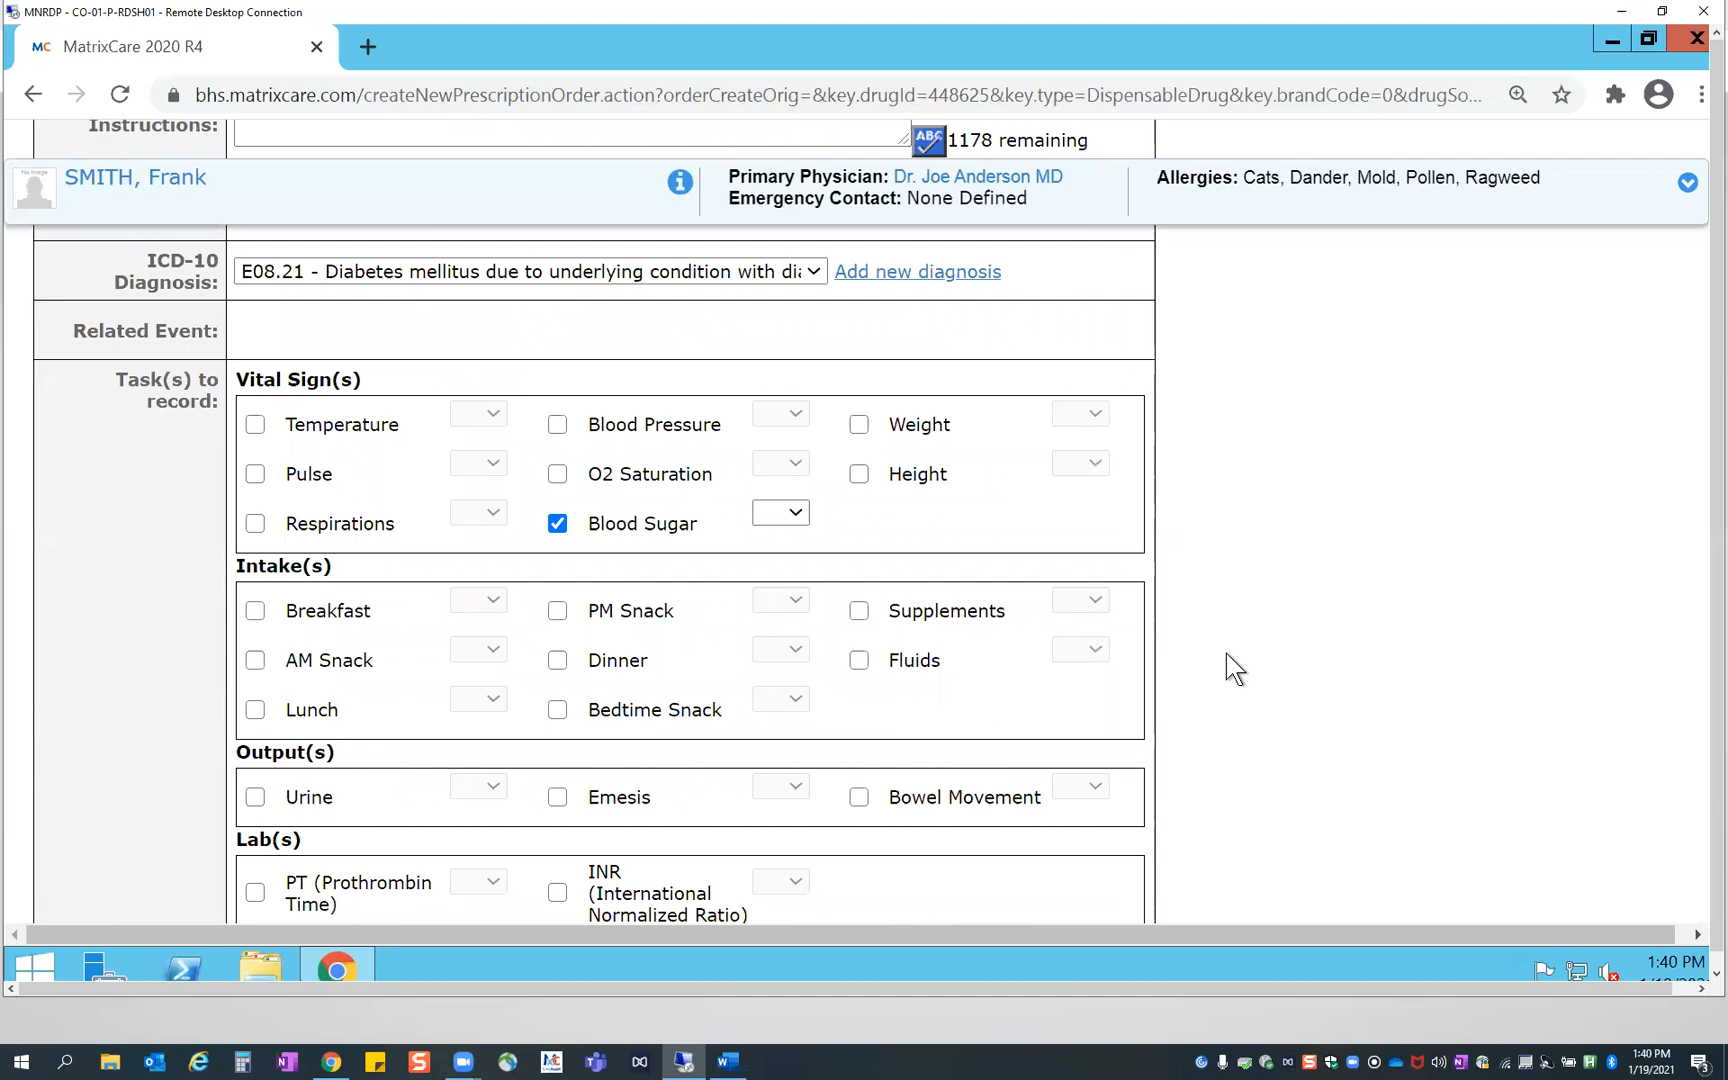 MNRDP - CO-01-P-RDSH01 - Remote Desktop Connection
MC MatrixCare 2020 R4
bhs.matrixcare.com/createNewPrescriptionOrder.action?orderCreateOrig=&key.drugId=448625&key.type=DispensableDrug&key.brandCode=0&drugSo...
Instructions:
ABC 1178 remaining
No Image
SMITH, Frank
Primary Physician: Dr. Joe Anderson MD
Emergency Contact: None Defined
Allergies: Cats, Dander, Mold, Pollen, Ragweed
ICD-10
Diagnosis:
E08.21 - Diabetes mellitus due to underlying condition with dia
Add new diagnosis
Related Event:
Task(s) to
record:
Vital Sign(s)
Temperature Blood Pressure Weight
Pulse O2 Saturation Height
Respirations Blood Sugar
Intake(s)
Breakfast PM Snack Supplements
AM Snack Dinner Fluids
Lunch Bedtime Snack
Output(s)
Urine Emesis Bowel Movement
Lab(s)
PT (Prothrombin
Time)
INR
(International
Normalized Ratio)
1:40 PM
1:40 PM
1/19/2021
3